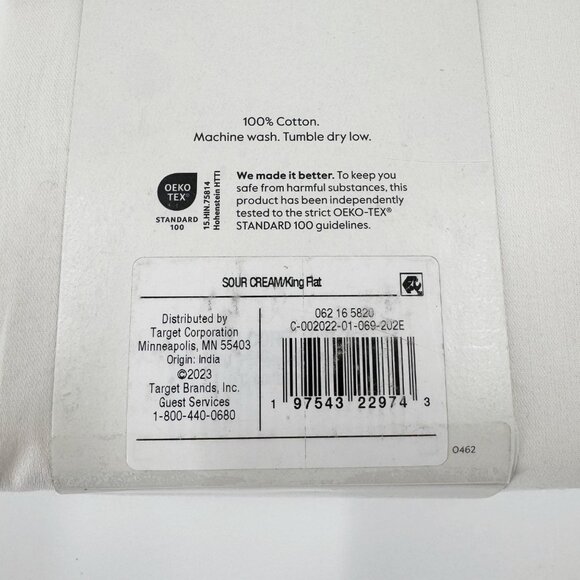 100% Cotton.
Machine wash. Tumble dry low.
OEKO
TEX®
STANDARD
100
15.HIN.75814
Hohenstein HTTI
We made it better. To keep you
safe from harmful substances, this
product has been independently
tested to the strict OEKO-TEX®
STANDARD 100 guidelines.
SOUR CREAM/King Flat
Distributed by
Target Corporation
Minneapolis, MN 55403
Origin: India
©2023
Target Brands, Inc.
Guest Services
1-800-440-0680
062 16 5820
C-002022-01-069-202E
1 97543 22974 3
0462